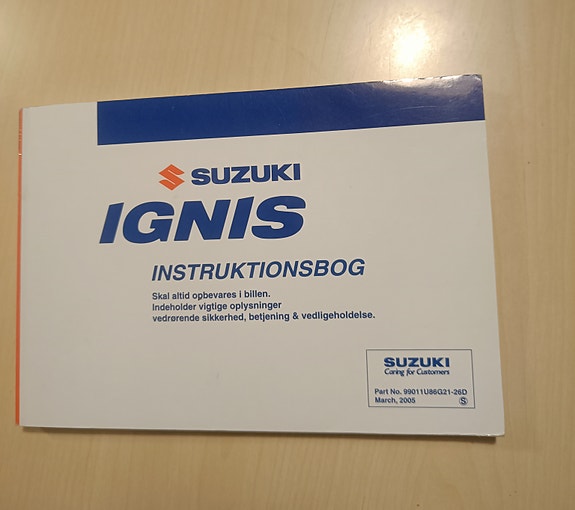 SUZUKI
IGNIS
INSTRUKTIONSBOG
Skal altid opbevares i billen.
Indeholder vigtige oplysninger
vedrørende sikkerhed, betjening & vedligeholdelse.
SUZUKI
Caring for Customers
Part No. 99011U86G21-26D
March, 2005 Ⓢ